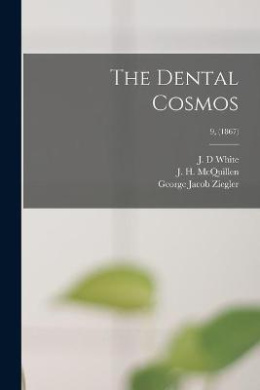 THE DENTAL
COSMOS
9, (1867)
J. D White
J. H. McQuillen
George Jacob Ziegler